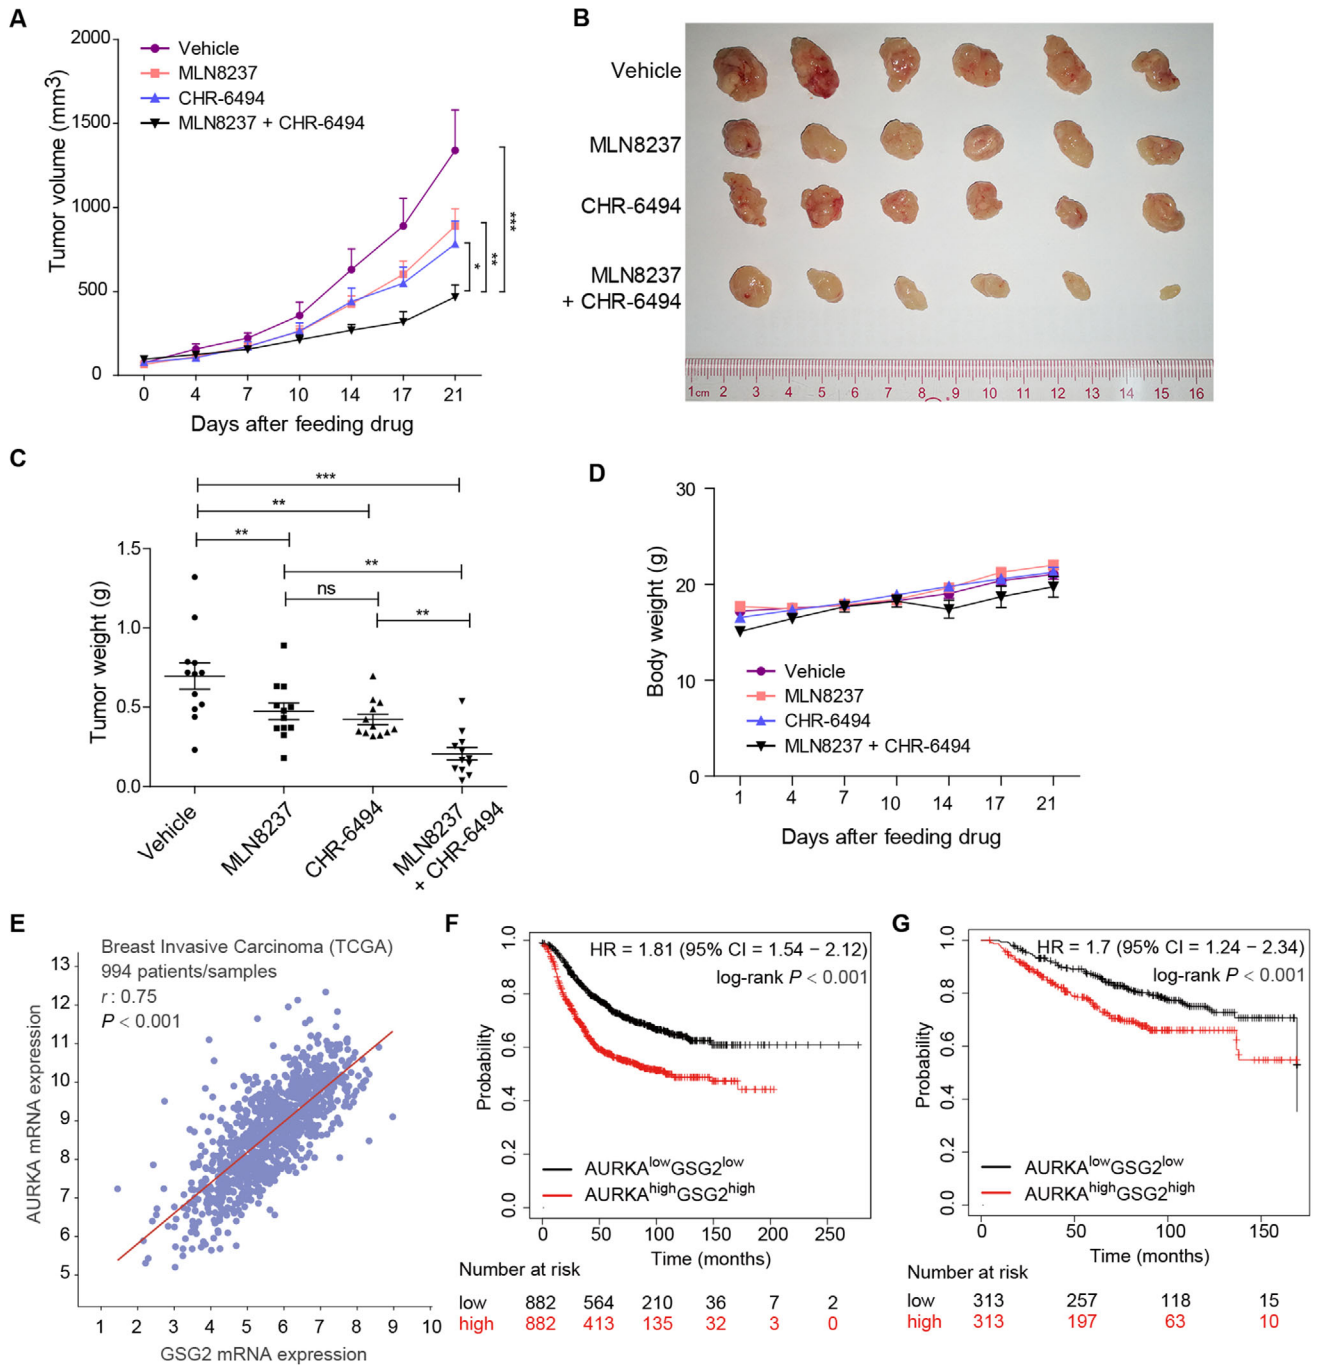 A
2000
1500
1000
500
0
Tumor volume (mm3)
Vehicle
MLN8237
CHR-6494
MLN8237 + CHR-6494
*
**
***
0 4 7 10 14 17 21
Days after feeding drug
B
Vehicle
MLN8237
CHR-6494
MLN8237
+ CHR-6494
1cm 2 3 4 5 6 7 8 9 10 11 12 13 14 15 16
C
***
**
**
**
ns
**
1.5
1.0
0.5
0.0
Tumor weight (g)
Vehicle
MLN8237
CHR-6494
MLN8237
+ CHR-6494
D
30
20
10
0
Body weight (g)
Vehicle
MLN8237
CHR-6494
MLN8237 + CHR-6494
1 4 7 10 14 17 21
Days after feeding drug
E
Breast Invasive Carcinoma (TCGA)
994 patients/samples
r : 0.75
P < 0.001
13
12
11
10
9
8
7
6
5
AURKA mRNA expression
1 2 3 4 5 6 7 8 9 10
GSG2 mRNA expression
F
HR = 1.81 (95% CI = 1.54 − 2.12)
log-rank P < 0.001
1.0
0.8
0.6
0.4
0.2
0.0
Probability
AURKAlowGSG2low
AURKAhighGSG2high
0 50 100 150 200 250
Time (months)
Number at risk
low 882 564 210 36 7 2
high 882 413 135 32 3 0
G
HR = 1.7 (95% CI = 1.24 − 2.34)
log-rank P < 0.001
1.0
0.8
0.6
0.4
0.2
0.0
Probability
AURKAlowGSG2low
AURKAhighGSG2high
0 50 100 150
Time (months)
Number at risk
low 313 257 118 15
high 313 197 63 10